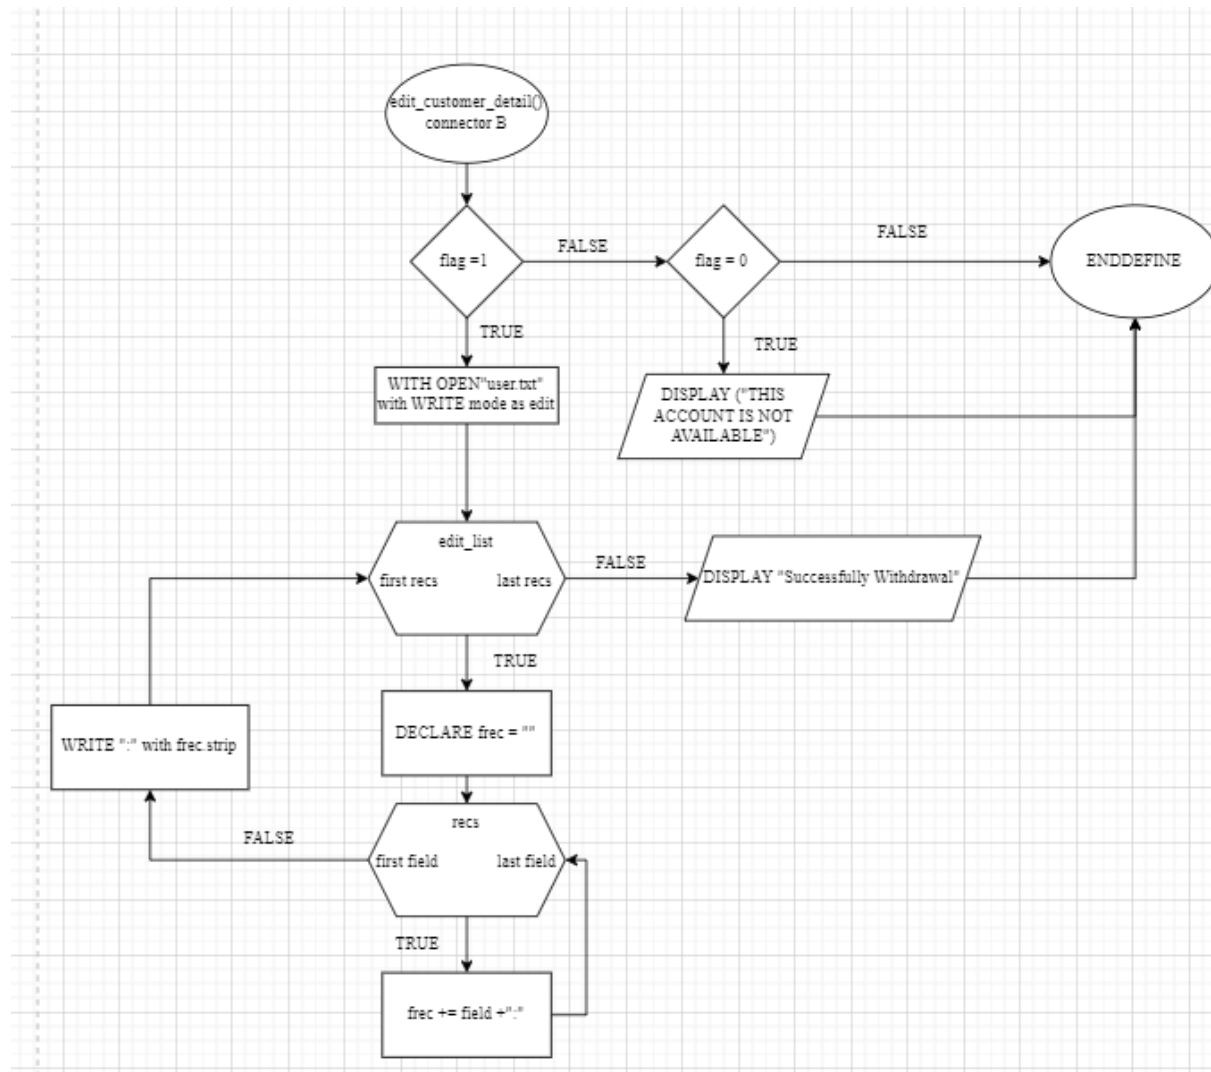 edit_customer_detail()
connector B
flag =1
FALSE
flag = 0
FALSE
ENDDEFINE
TRUE
TRUE
WITH OPEN"user.txt"
with WRITE mode as edit
DISPLAY ("THIS
ACCOUNT IS NOT
AVAILABLE")
edit_list
first recs
last recs
FALSE
DISPLAY "Successfully Withdrawal"
TRUE
DECLARE frec = ""
WRITE ":" with frec.strip
recs
first field
last field
FALSE
TRUE
frec += field +":"